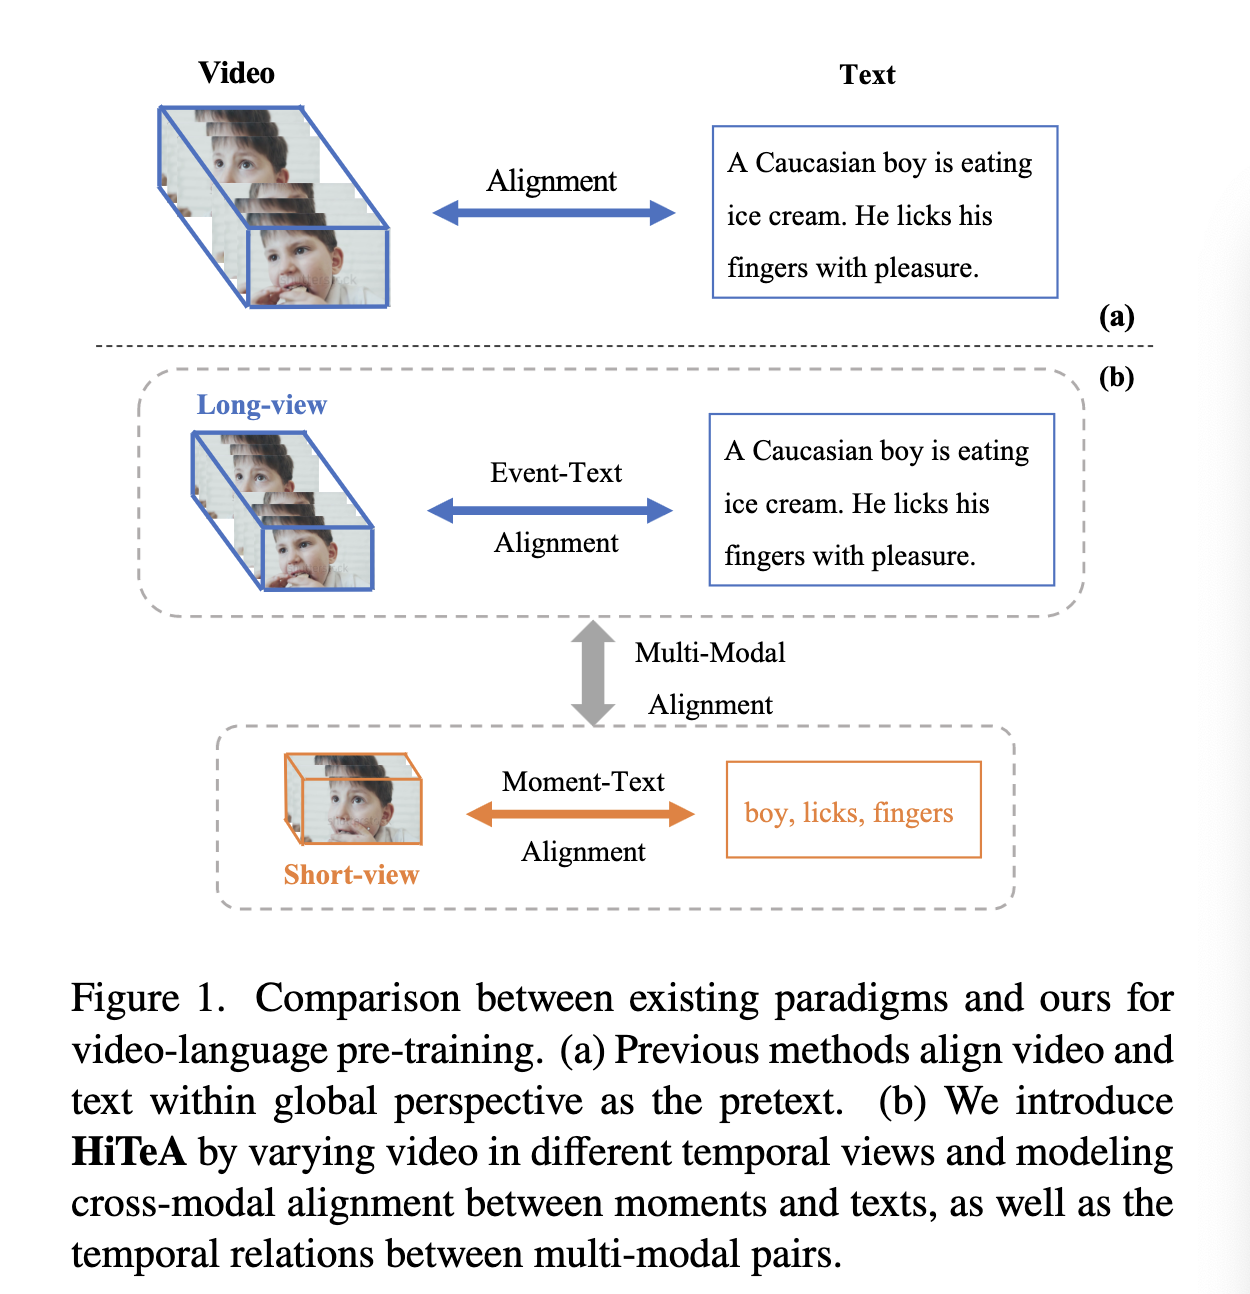 Video
Text
Alignment
A Caucasian boy is eating
ice cream. He licks his
fingers with pleasure.
(a)
(b)
Long-view
Event-Text
Alignment
A Caucasian boy is eating
ice cream. He licks his
fingers with pleasure.
Multi-Modal
Alignment
Moment-Text
Alignment
boy, licks, fingers
Short-view
Figure 1. Comparison between existing paradigms and ours for
video-language pre-training. (a) Previous methods align video and
text within global perspective as the pretext. (b) We introduce
HiTeA by varying video in different temporal views and modeling
cross-modal alignment between moments and texts, as well as the
temporal relations between multi-modal pairs.